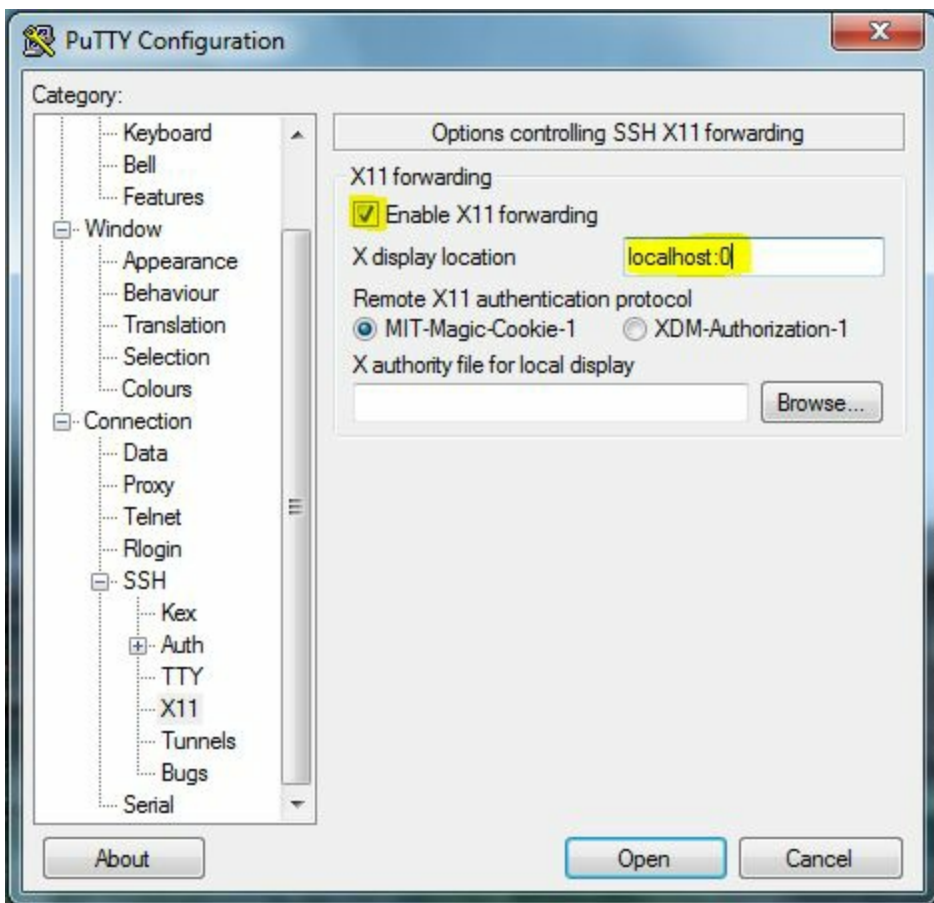 PuTTY Configuration
x
Category:
Keyboard
Bell
Features
Window
Appearance
Behaviour
Translation
Selection
Colours
Connection
Data
Proxy
Telnet
Rlogin
SSH
Kex
Auth
TTY
X11
Tunnels
Bugs
Serial
Options controlling SSH X11 forwarding
X11 forwarding
Enable X11 forwarding
X display location localhost:0
Remote X11 authentication protocol
MIT-Magic-Cookie-1 XDM-Authorization-1
X authority file for local display
Browse...
About Open Cancel